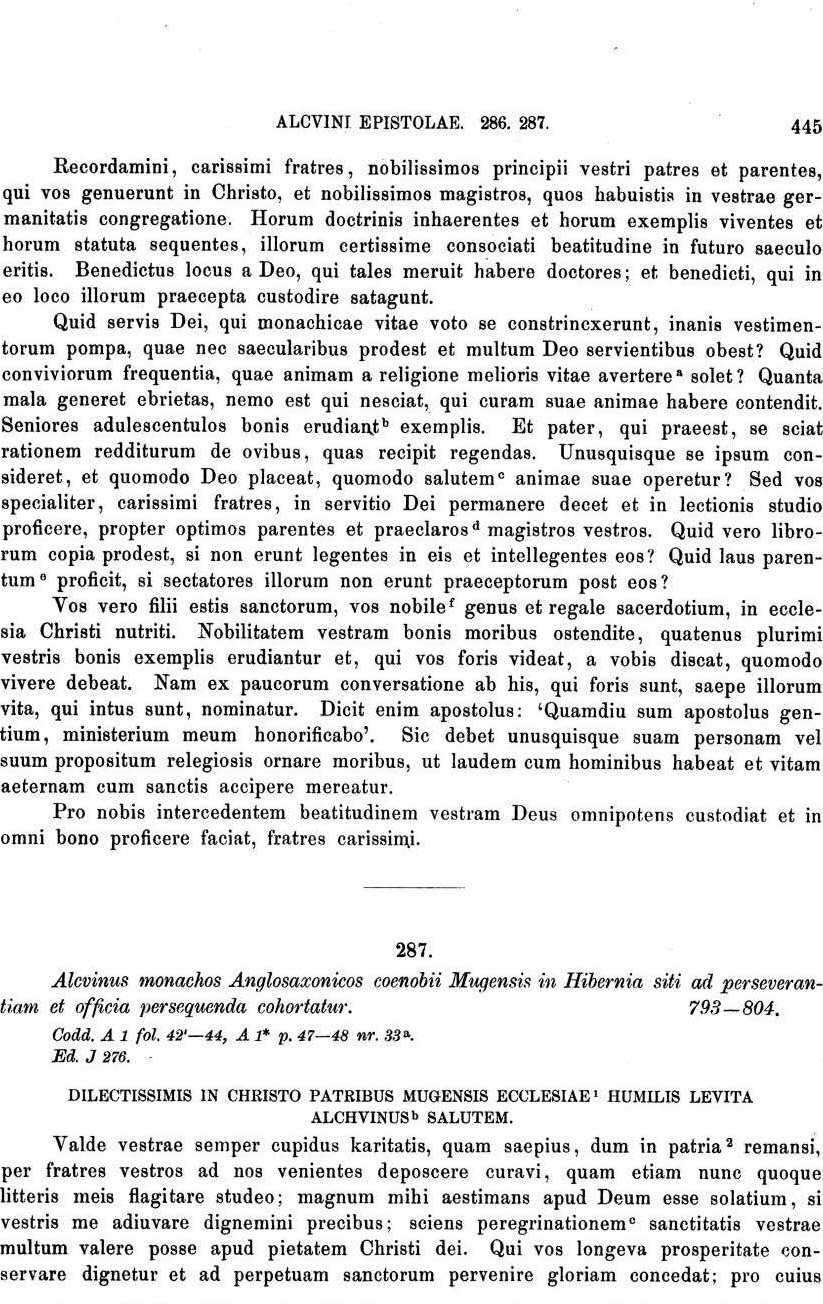 ALCVINI EPISTOLAE. 286. 287. 445
Recordamini, carissimi fratres, nobilissimos principii vestri patres et parentes,
qui vos genuerunt in Christo, et nobilissimos magistros, quos habuistis in vestrae ger-
manitatis congregatione. Horum doctrinis inhaerentes et horum exemplis viventes et
horum statuta sequentes, illorum certissime consociati beatitudine in futuro saeculo
eritis. Benedictus locus a Deo, qui tales meruit habere doctores; et benedicti, qui in
eo loco illorum praecepta custodire satagunt.
Quid servis Dei, qui monachicae vitae voto se constrincxerunt, inanis vestimen-
torum pompa, quae nec saecularibus prodest et multum Deo servientibus obest? Quid
conviviorum frequentia, quae animam a religione melioris vitae avertere a solet? Quanta
mala generet ebrietas, nemo est qui nesciat, qui curam suae animae habere contendit.
Seniores adulescentulos bonis erudiant b exemplis. Et pater, qui praeest, se sciat
rationem redditurum de ovibus, quas recipit regendas. Unusquisque se ipsum con-
sideret, et quomodo Deo placeat, quomodo salutem c animae suae operetur? Sed vos
specialiter, carissimi fratres, in servitio Dei permanere decet et in lectionis studio
proficere, propter optimos parentes et praeclaros d magistros vestros. Quid vero libro-
rum copia prodest, si non erunt legentes in eis et intellegentes eos? Quid laus paren-
tum e proficit, si sectatores illorum non erunt praeceptorum post eos?
Vos vero filii estis sanctorum, vos nobile f genus et regale sacerdotium, in eccle-
sia Christi nutriti. Nobilitatem vestram bonis moribus ostendite, quatenus plurimi
vestris bonis exemplis erudiantur et, qui vos foris videat, a vobis discat, quomodo
vivere debeat. Nam ex paucorum conversatione ab his, qui foris sunt, saepe illorum
vita, qui intus sunt, nominatur. Dicit enim apostolus: ‘Quamdiu sum apostolus gen-
tium, ministerium meum honorificabo’. Sic debet unusquisque suam personam vel
suum propositum relegiosis ornare moribus, ut laudem cum hominibus habeat et vitam
aeternam cum sanctis accipere mereatur.
Pro nobis intercedentem beatitudinem vestram Deus omnipotens custodiat et in
omni bono proficere faciat, fratres carissimi.
287.
Alcvinus monachos Anglosaxonicos coenobii Mugensis in Hibernia siti ad perseveran-
tiam et officia persequenda cohortatur. 793—804.
Codd. A 1 fol. 42'—44, A 1* p. 47—48 nr. 33a.
Ed. J 276.
DILECTISSIMIS IN CHRISTO PATRIBUS MUGENSIS ECCLESIAE 1 HUMILIS LEVITA
ALCHVINUS b SALUTEM.
Valde vestrae semper cupidus karitatis, quam saepius, dum in patria 2 remansi,
per fratres vestros ad nos venientes deposcere curavi, quam etiam nunc quoque
litteris meis flagitare studeo; magnum mihi aestimans apud Deum esse solatium, si
vestris me adiuvare dignemini precibus; sciens peregrinationem c sanctitatis vestrae
multum valere posse apud pietatem Christi dei. Qui vos longeva prosperitate con-
servare dignetur et ad perpetuam sanctorum pervenire gloriam concedat; pro cuius